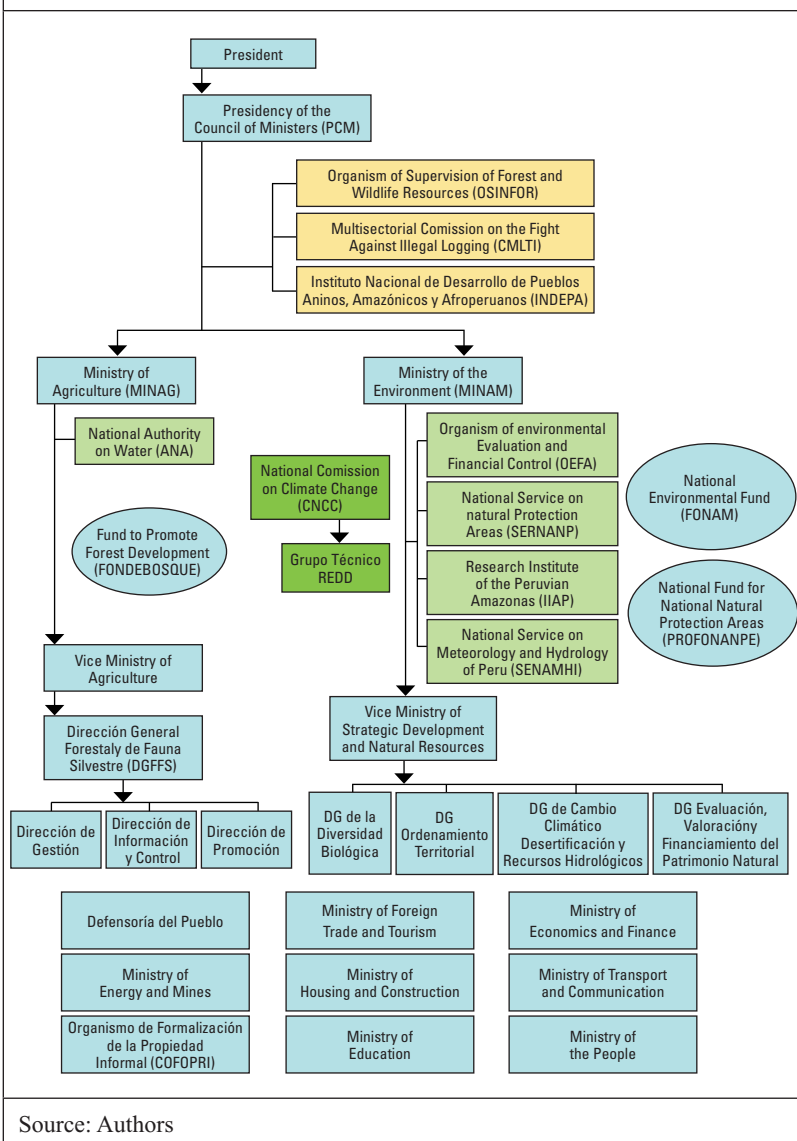 President
Presidency of the
Council of Ministers (PCM)
Organism of Supervision of Forest and
Wildlife Resources (OSINFOR)
Multisectorial Comission on the Fight
Against Illegal Logging (CMLTI)
Instituto Nacional de Desarrollo de Pueblos
Aninos, Amazónicos y Afroperuanos (INDEPA)
Ministry of
Agriculture (MINAG)
Ministry of the
Environment (MINAM)
National Authority
on Water (ANA)
Fund to Promote
Forest Development
(FONDEBOSQUE)
National Comission
on Climate Change
(CNCC)
Grupo Técnico
REDD
Organism of environmental
Evaluation and
Financial Control (OEFA)
National Service on
natural Protection
Areas (SERNANP)
Research Institute
of the Peruvian
Amazonas (IIAP)
National Service on
Meteorology and Hydrology
of Peru (SENAMHI)
National
Environmental Fund
(FONAM)
National Fund for
National Natural
Protection Areas
(PROFONANPE)
Vice Ministry of
Agriculture
Dirección General
Forestaly de Fauna
Silvestre (DGFFS)
Dirección de
Gestión
Dirección de
Información
y Control
Dirección de
Promoción
Vice Ministry of
Strategic Development
and Natural Resources
DG de la
Diversidad
Biológica
DG
Ordenamiento
Territorial
DG de Cambio
Climático
Desertificación y
Recursos Hidrológicos
DG Evaluación,
Valoracióny
Financiamiento del
Patrimonio Natural
Defensoría del Pueblo
Ministry of Foreign
Trade and Tourism
Ministry of
Economics and Finance
Ministry of
Energy and Mines
Ministry of
Housing and Construction
Ministry of Transport
and Communication
Organismo de Formalización
de la Propiedad
Informal (COFOPRI)
Ministry of
Education
Ministry of
the People
Source: Authors